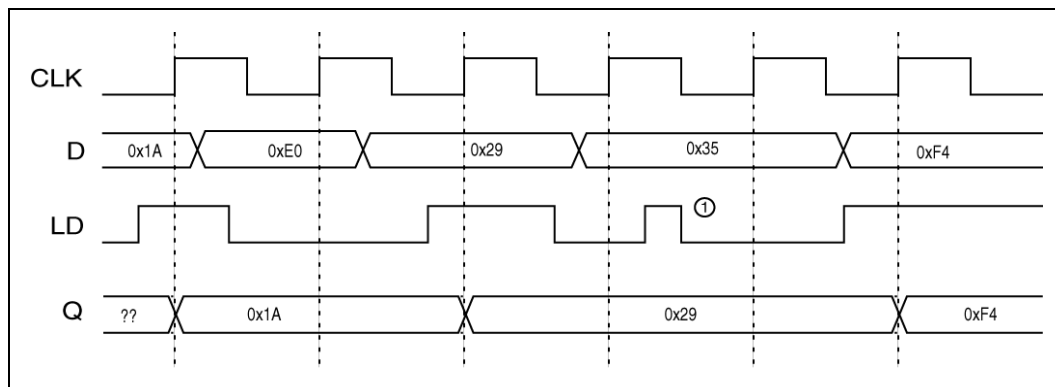 CLK
D 0x1A 0xE0 0x29 0x35 0xF4
LD ①
Q ?? 0x1A 0x29 0xF4